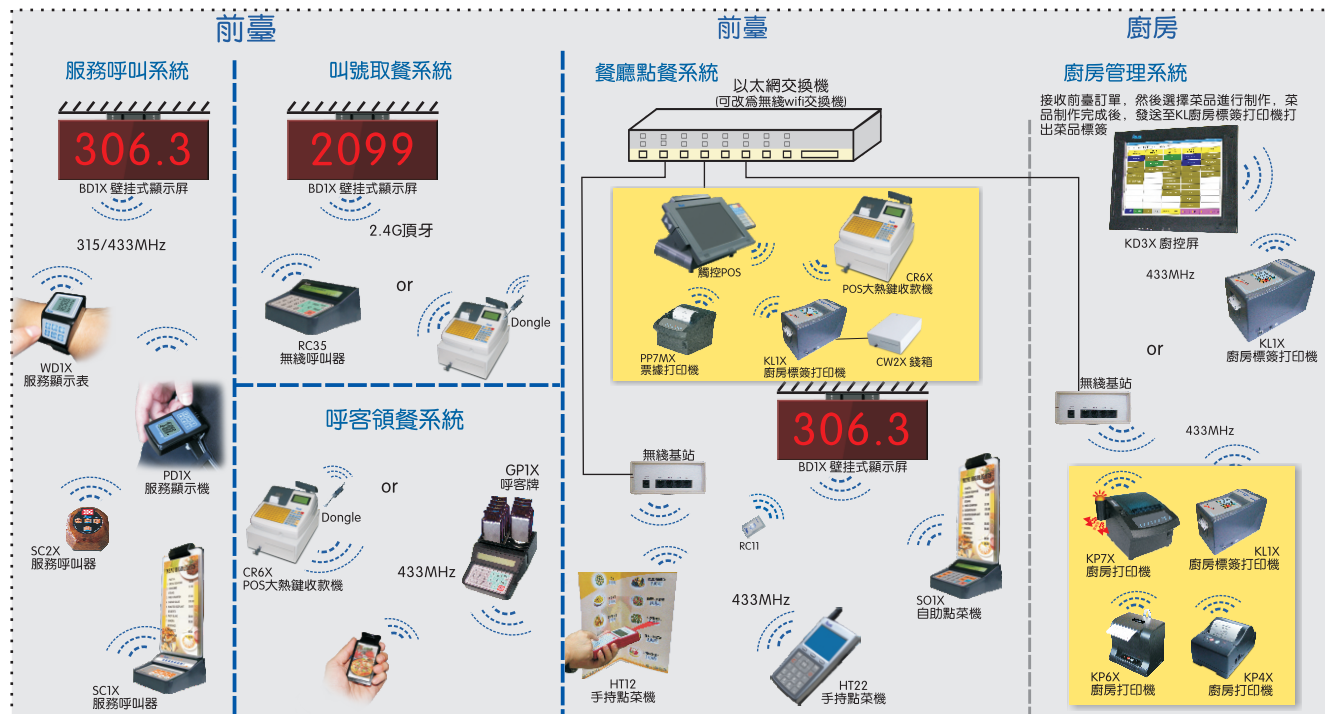 前臺
服務呼叫系統
306.3
BD1X 壁挂式顯示屏
315/433MHz
WD1X
服務顯示表
PD1X
服務顯示機
SC2X
服務呼叫器
SC1X
服務呼叫器
叫號取餐系統
2099
BD1X 壁挂式顯示屏
2.4G頂牙
or
RC35
無綫呼叫器
Dongle
呼客領餐系統
or
Dongle
CR6X
POS大熱鍵收款機
GP1X
呼客牌
433MHz
前臺
餐廳點餐系統
以太網交換機
(可改爲無綫wifi交換機)
觸控POS
CR6X
POS大熱鍵收款機
PP7MX
票據打印機
KL1X
廚房標簽打印機
CW2X 錢箱
306.3
BD1X 壁挂式顯示屏
無綫基站
RC11
433MHz
HT12
手持點菜機
HT22
手持點菜機
SO1X
自助點菜機
廚房
廚房管理系統
接收前臺訂單，然後選擇菜品進行制作，菜
品制作完成後，發送至KL廚房標簽打印機打
出菜品標簽
KD3X 廚控屏
433MHz
KL1X
廚房標簽打印機
or
無綫基站
433MHz
KP7X
廚房打印機
KL1X
廚房標簽打印機
KP6X
廚房打印機
KP4X
廚房打印機